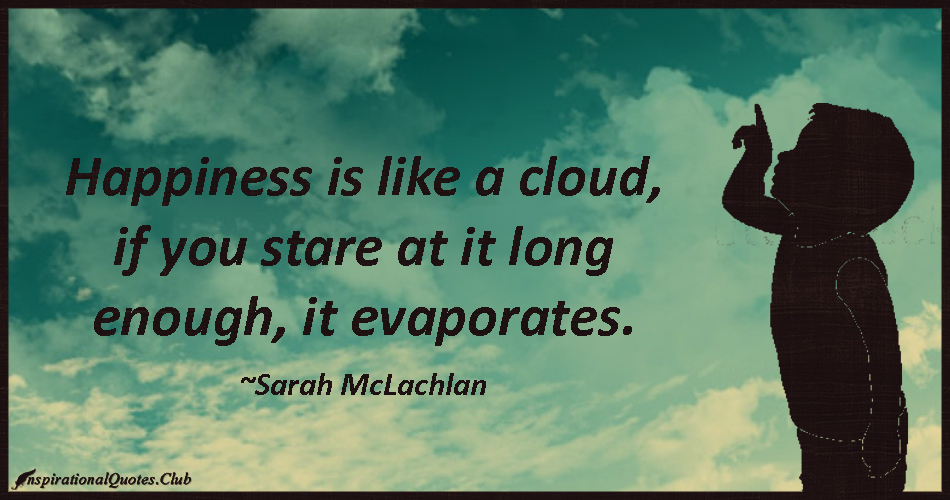 Happiness is like a cloud,
if you stare at it long
enough, it evaporates.
~Sarah McLachlan
InspirationalQuotes.Club